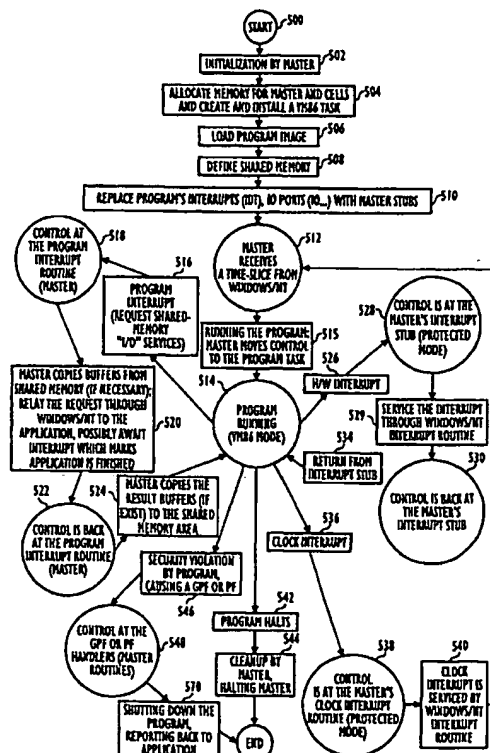 START
500
INITIALIZATION BY MASTER
502
ALLOCATE MEMORY FOR MASTER AND CELLS
AND CREATE AND INSTALL A VM86 TASK
504
LOAD PROGRAM IMAGE
506
DEFINE SHARED MEMORY
508
REPLACE PROGRAM'S INTERRUPTS (IDT), IO PORTS (IO...) WITH MASTER STUBS
510
518
CONTROL
AT THE
PROGRAM
INTERRUPT
ROUTINE
(MASTER)
516
PROGRAM
INTERRUPT
(REQUEST SHARED-
MEMORY
"I/O" SERVICES)
512
MASTER
RECEIVES
A TIME-SLICE FROM
WINDOWS/NT
RUNNING THE PROGRAM:
MASTER MOVES CONTROL
TO THE PROGRAM TASK
515
514
PROGRAM
RUNNING
(VM86 MODE)
526
H/W INTERRUPT
528
CONTROL IS AT THE
MASTER'S INTERRUPT
STUB (PROTECTED
MODE)
529
SERVICE THE INTERRUPT
THROUGH WINDOWS/NT
INTERRUPT ROUTINE
530
CONTROL IS BACK AT
THE MASTER'S
INTERRUPT STUB
534
RETURN FROM
INTERRUPT STUB
MASTER COPIES BUFFERS FROM
SHARED MEMORY (IF NECESSARY);
RELAY THE REQUEST THROUGH
WINDOWS/NT TO THE
APPLICATION, POSSIBLY AWAIT
INTERRUPT WHICH MARKS
APPLICATION IS FINISHED
520
522
CONTROL IS BACK
AT THE PROGRAM
INTERRUPT ROUTINE
(MASTER)
524
MASTER COPIES THE
RESULT BUFFERS (IF
EXIST) TO THE SHARED
MEMORY AREA
536
CLOCK INTERRUPT
SECURITY VIOLATION
BY PROGRAM,
CAUSING A GPF OR PF
546
542
PROGRAM HALTS
544
CLEANUP BY
MASTER,
HALTING MASTER
END
548
CONTROL AT THE
GPF OR PF
HANDLERS (MASTER
ROUTINES)
570
SHUTTING DOWN THE
PROGRAM,
REPORTING BACK TO
APPLICATION
538
CONTROL
IS AT THE MASTER'S
CLOCK INTERRUPT
ROUTINE (PROTECTED
MODE)
540
CLOCK
INTERRUPT IS
SERVICED BY
WINDOWS/NT
INTERRUPT
ROUTINE